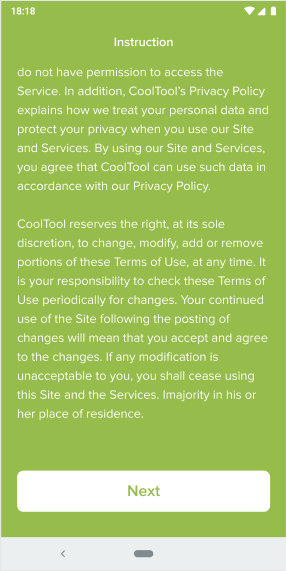 18:18
Instruction
do not have permission to access the
Service. In addition, CoolTool's Privacy Policy
explains how we treat your personal data and
protect your privacy when you use our Site
and Services. By using our Site and Services,
you agree that CoolTool can use such data in
accordance with our Privacy Policy.
CoolTool reserves the right, at its sole
discretion, to change, modify, add or remove
portions of these Terms of Use, at any time. It
is your responsibility to check these Terms of
Use periodically for changes. Your continued
use of the Site following the posting of
changes will mean that you accept and agree
to the changes. If any modification is
unacceptable to you, you shall cease using
this Site and the Services. Imajority in his or
her place of residence.
Next